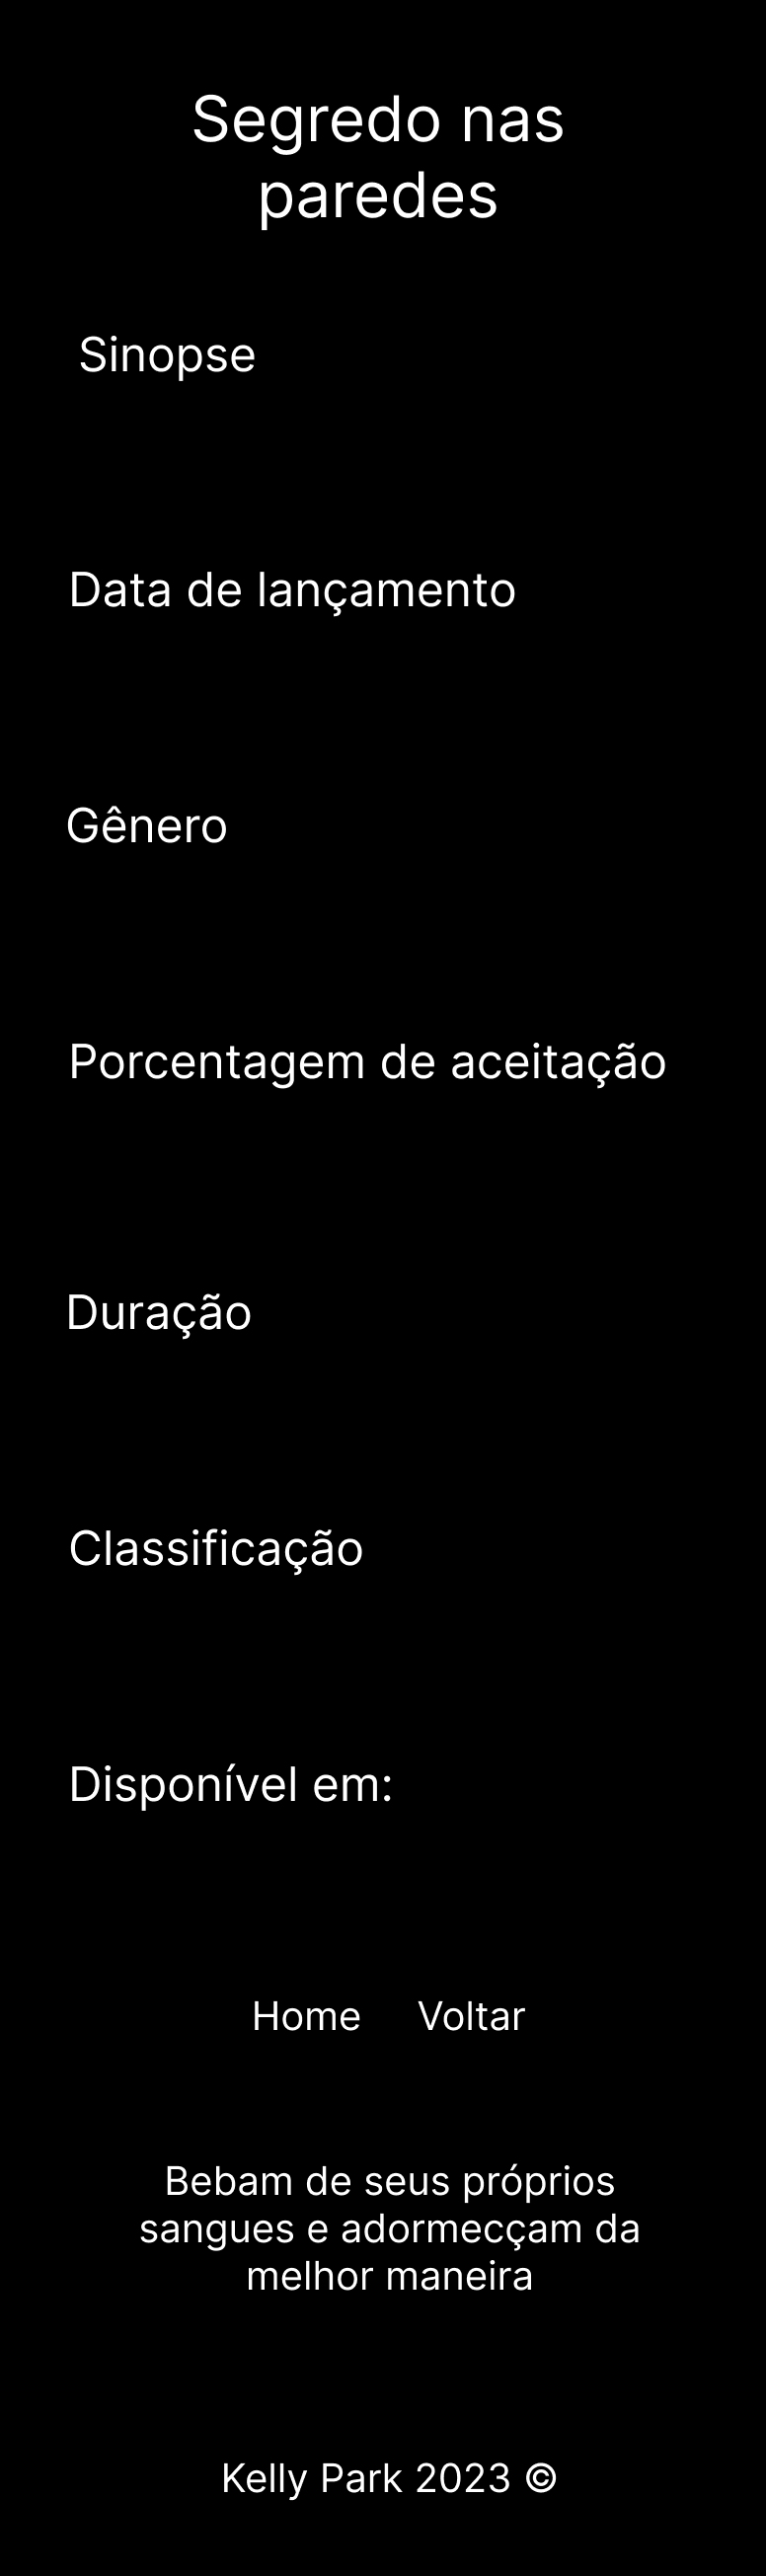 Segredo nas
paredes
Sinopse
Data de lançamento
Gênero
Porcentagem de aceitação
Duração
Classificação
Disponível em:
Home Voltar
Bebam de seus próprios
sangues e adormecçam da
melhor maneira
Kelly Park 2023 ©